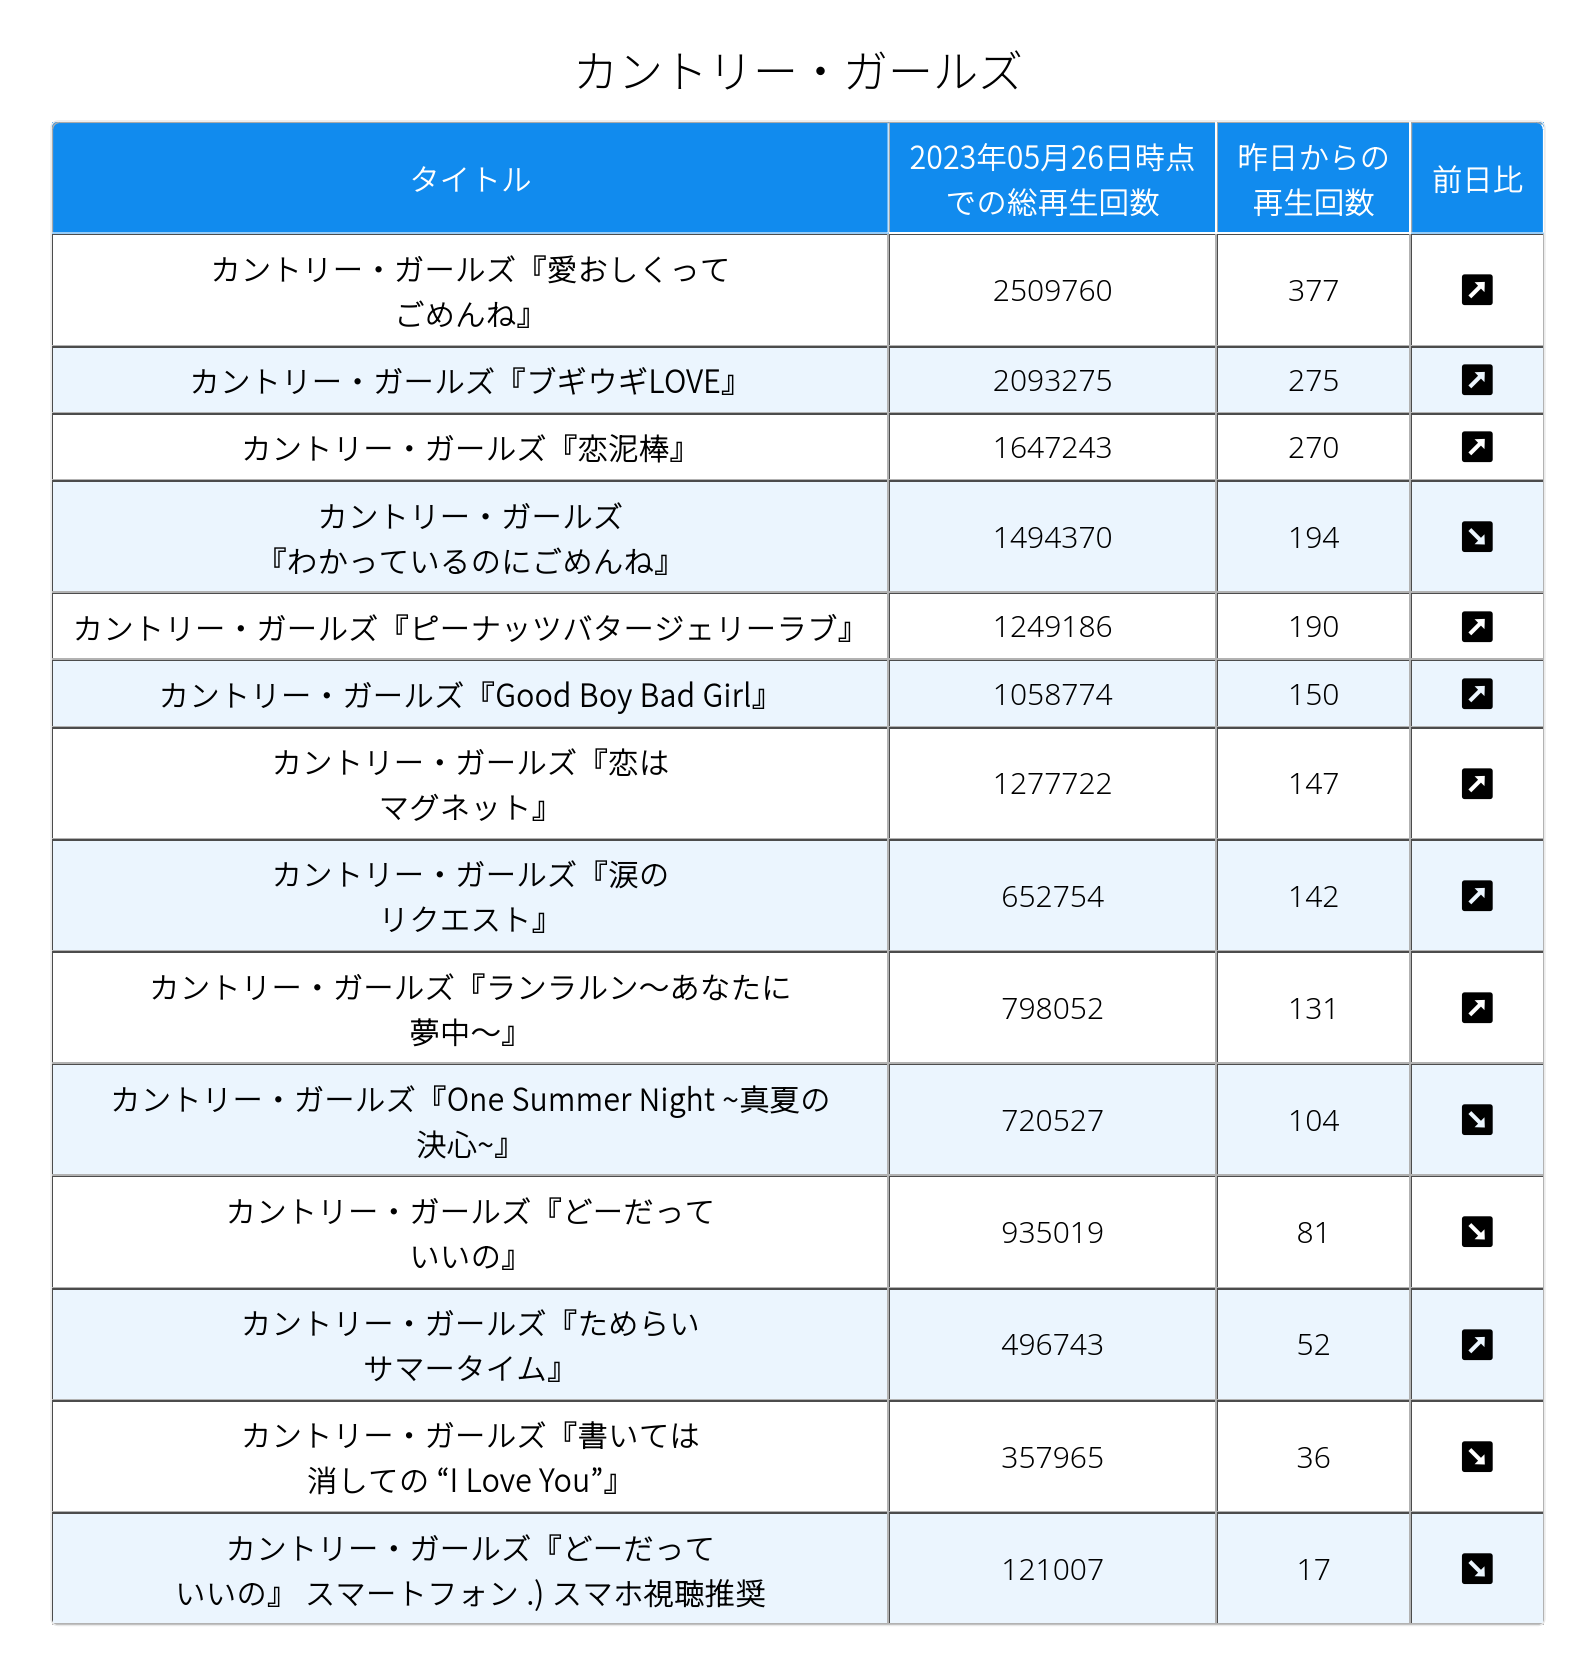 カントリー・ガールズ
タイトル
2023年05月26日時点
での総再生回数
昨日からの
再生回数
前日比
カントリー・ガールズ『愛おしくって
ごめんね』
2509760
377
カントリー・ガールズ『ブギウギLOVE』
2093275
275
カントリー・ガールズ『恋泥棒』
1647243
270
カントリー・ガールズ
『わかっているのにごめんね』
1494370
194
カントリー・ガールズ『ピーナッツバタージェリーラブ』
1249186
190
カントリー・ガールズ『Good Boy Bad Girl』
1058774
150
カントリー・ガールズ『恋は
マグネット』
1277722
147
カントリー・ガールズ『涙の
リクエスト』
652754
142
カントリー・ガールズ『ランラルン〜あなたに
夢中〜』
798052
131
カントリー・ガールズ『One Summer Night ~真夏の
決心~』
720527
104
カントリー・ガールズ『どーだって
いいの』
935019
81
カントリー・ガールズ『ためらい
サマータイム』
496743
52
カントリー・ガールズ『書いては
消しての “I Love You”』
357965
36
カントリー・ガールズ『どーだって
いいの』 スマートフォン .) スマホ視聴推奨
121007
17